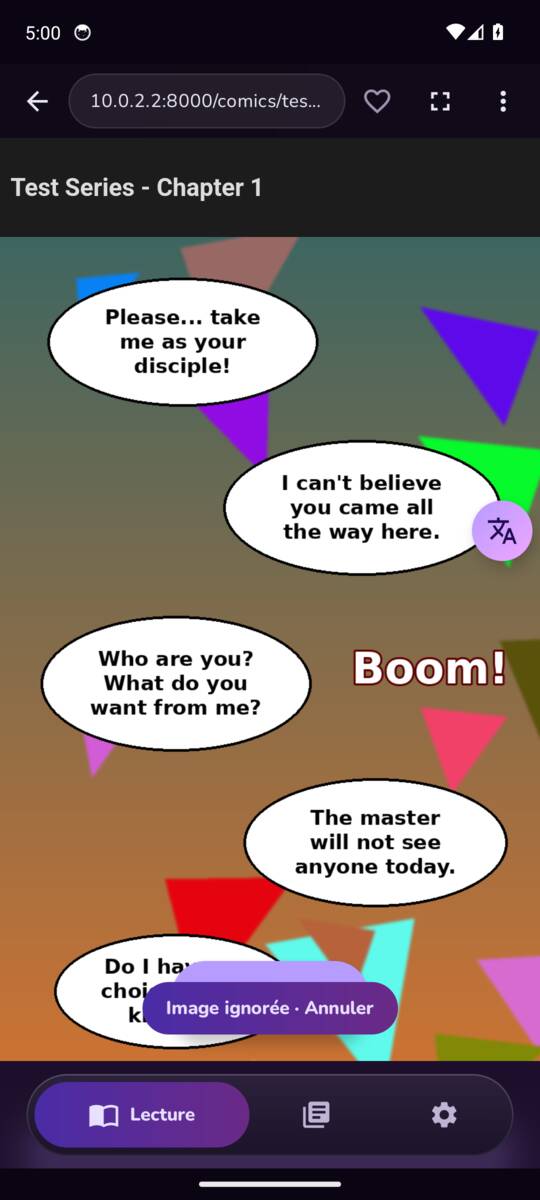 5:00
10.0.2.2:8000/comics/tes...
Test Series - Chapter 1
Please... take
me as your
disciple!
I can't believe
you came all
the way here.
Who are you?
What do you
want from me?
Boom!
The master
will not see
anyone today.
Do I
Image ignorée · Annuler
Lecture